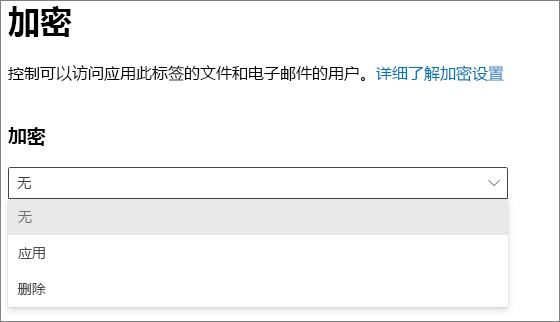 加密
控制可以访问应用此标签的文件和电子邮件的用户。详细了解加密设置
加密
无
无
应用
删除